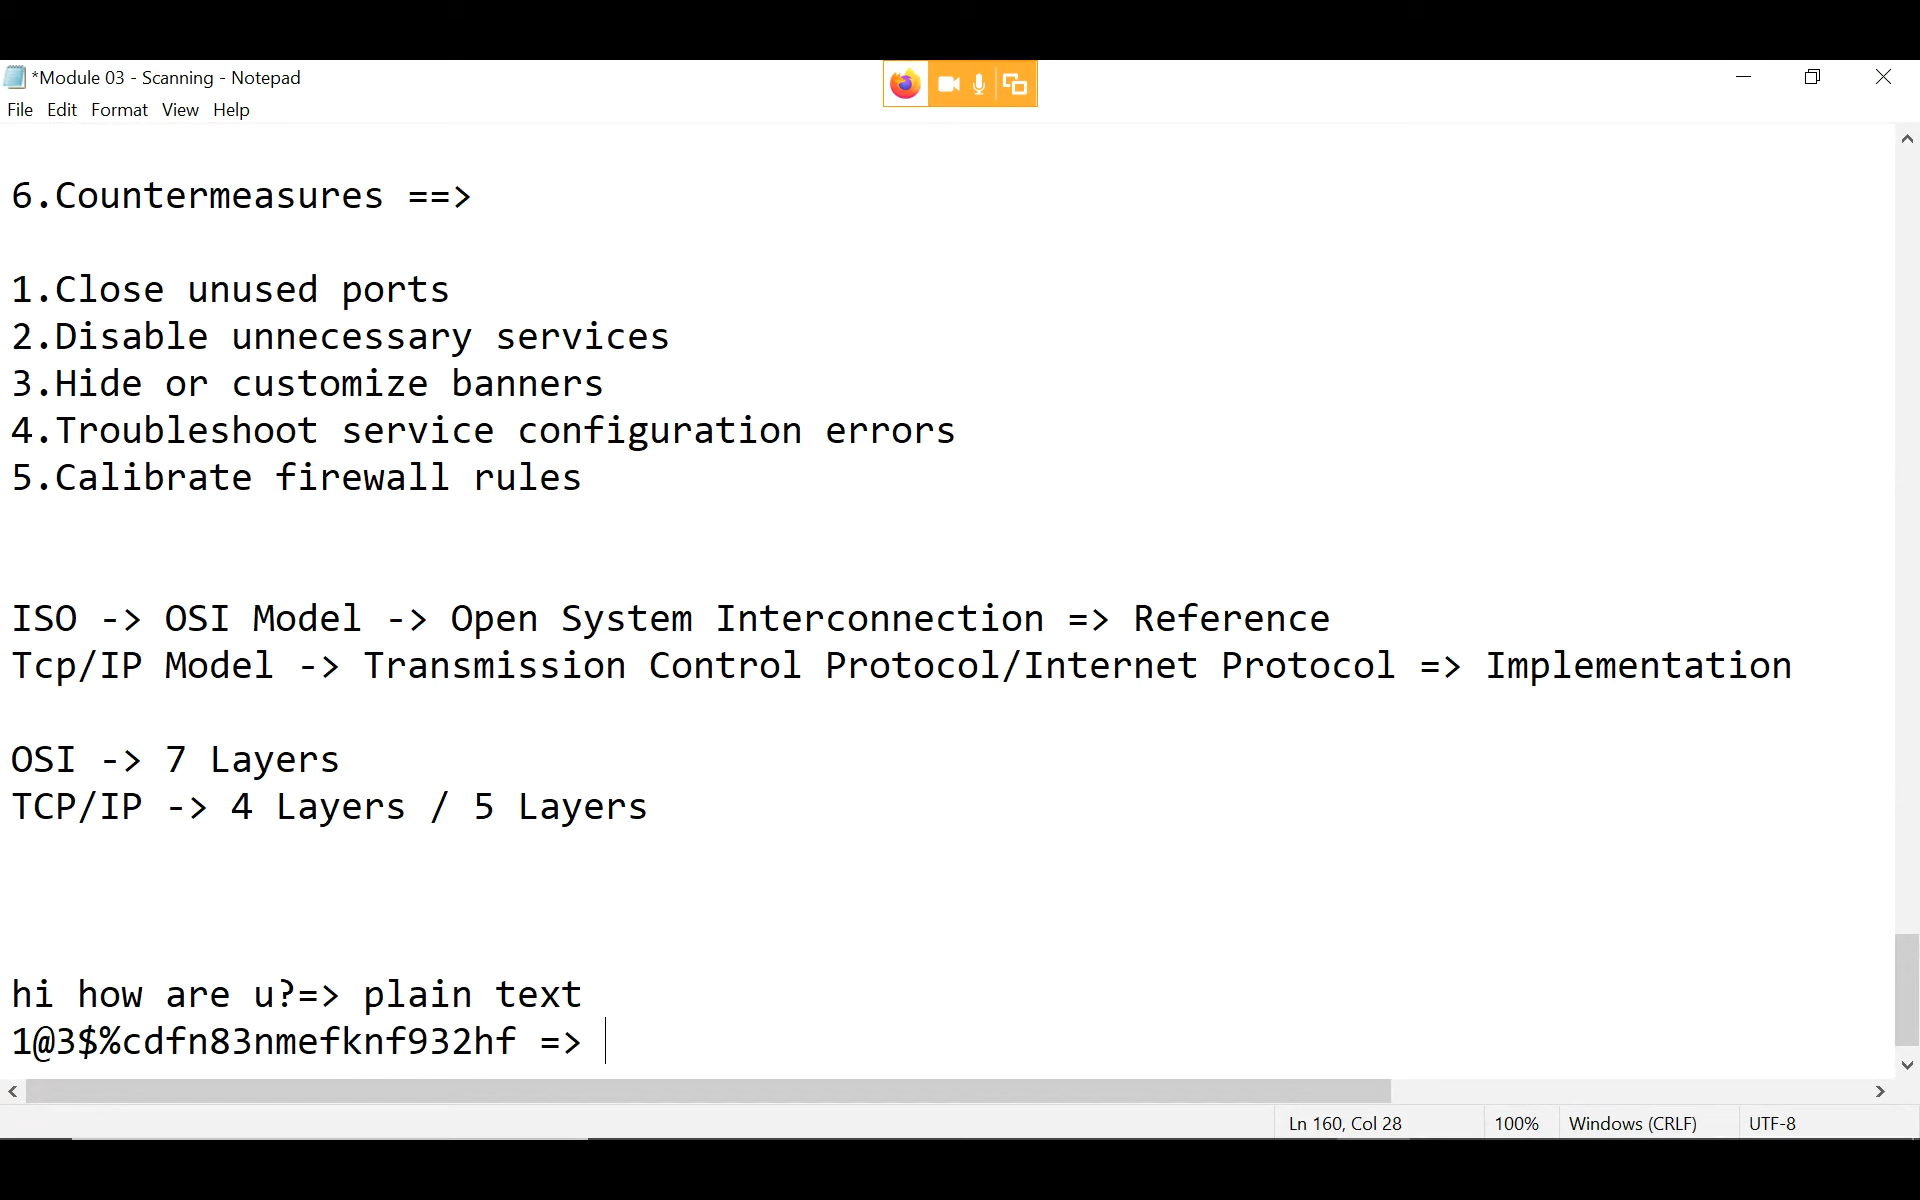 *Module 03 - Scanning - Notepad
File Edit Format View Help
6.Countermeasures ==>
1.Close unused ports
2.Disable unnecessary services
3.Hide or customize banners
4.Troubleshoot service configuration errors
5.Calibrate firewall rules
ISO -> OSI Model -> Open System Interconnection => Reference
Tcp/IP Model -> Transmission Control Protocol/Internet Protocol => Implementation
OSI -> 7 Layers
TCP/IP -> 4 Layers / 5 Layers
hi how are u?=> plain text
1@3$%cdfn83nmefknf932hf =>
Ln 160, Col 28 100% Windows (CRLF) UTF-8